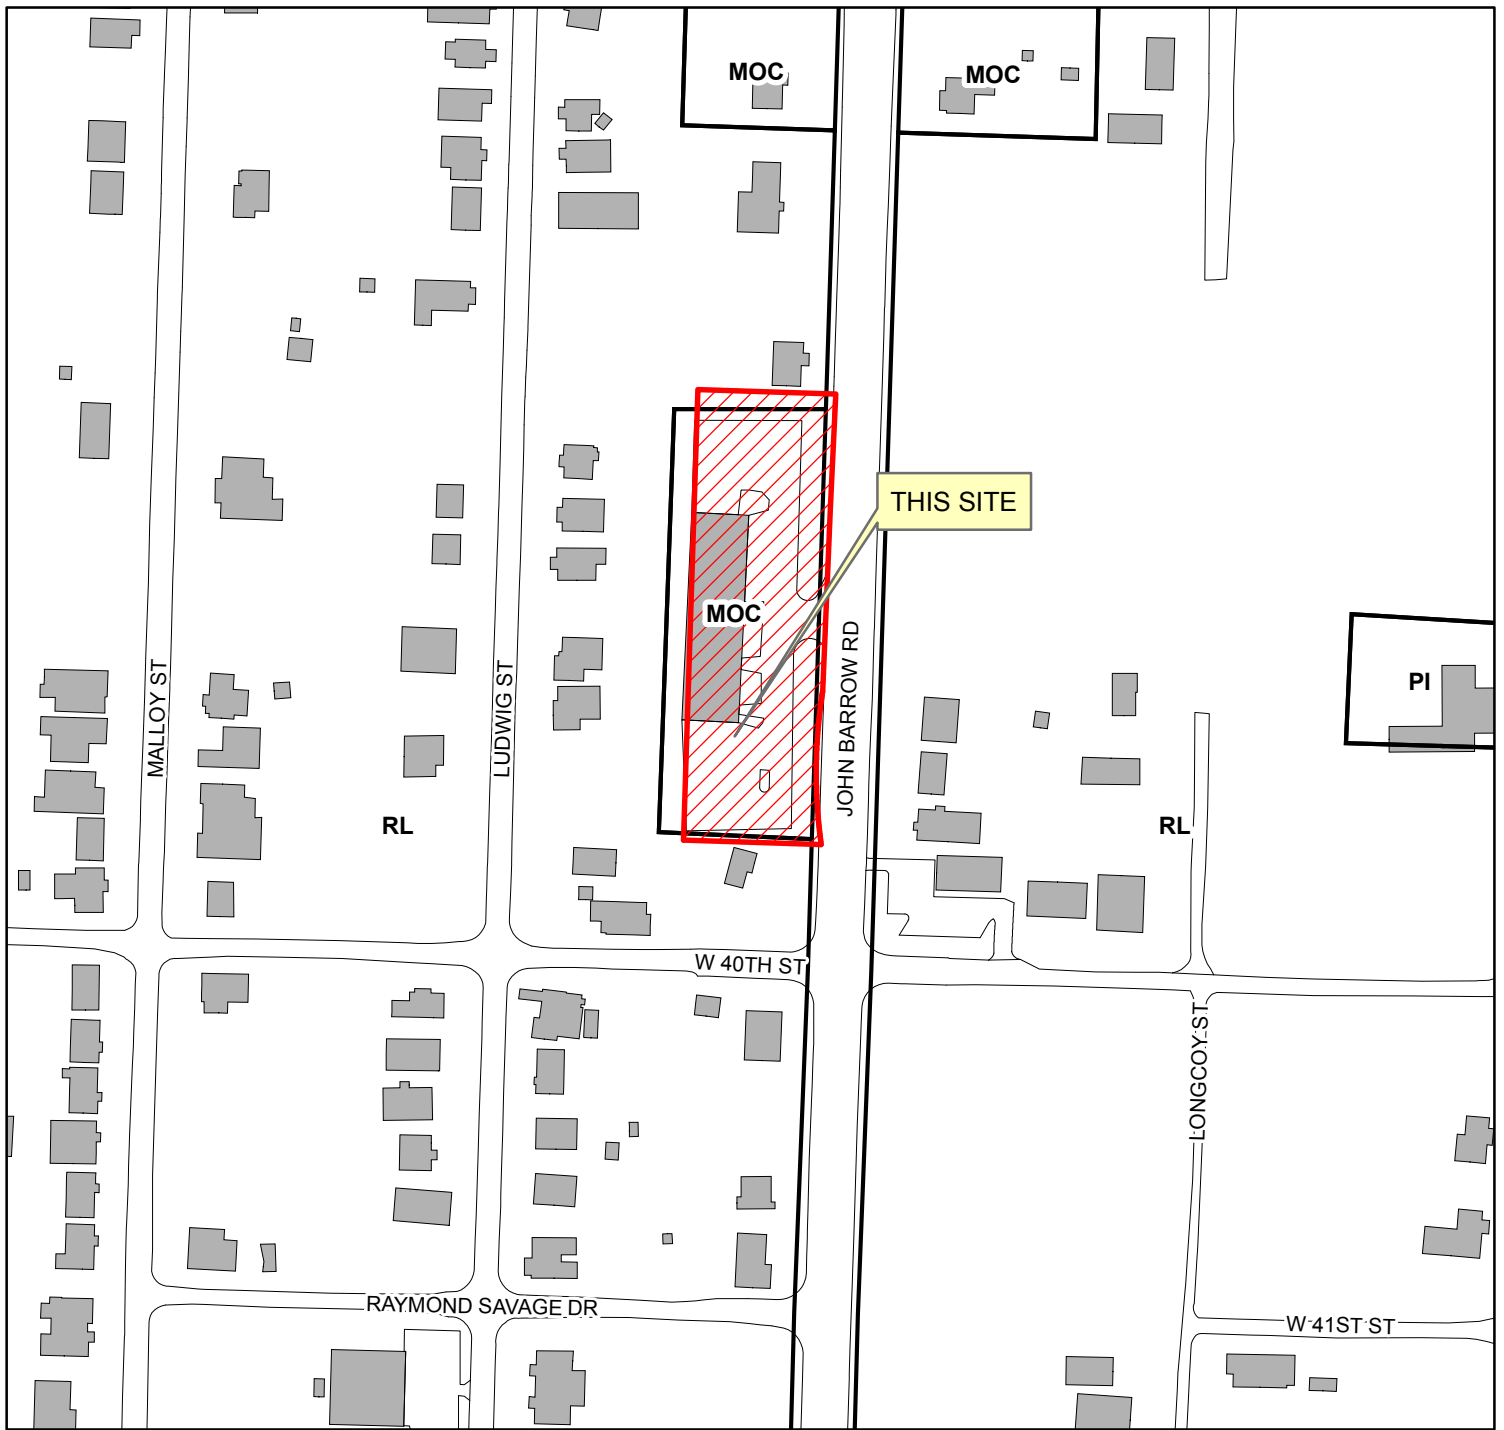 MOC
MOC
THIS SITE
MOC
JOHN BARROW RD
MALLOY ST
LUDWIG ST
PI
RL
RL
W 40TH ST
LONGCOY ST
RAYMOND SAVAGE DR
W 41ST ST